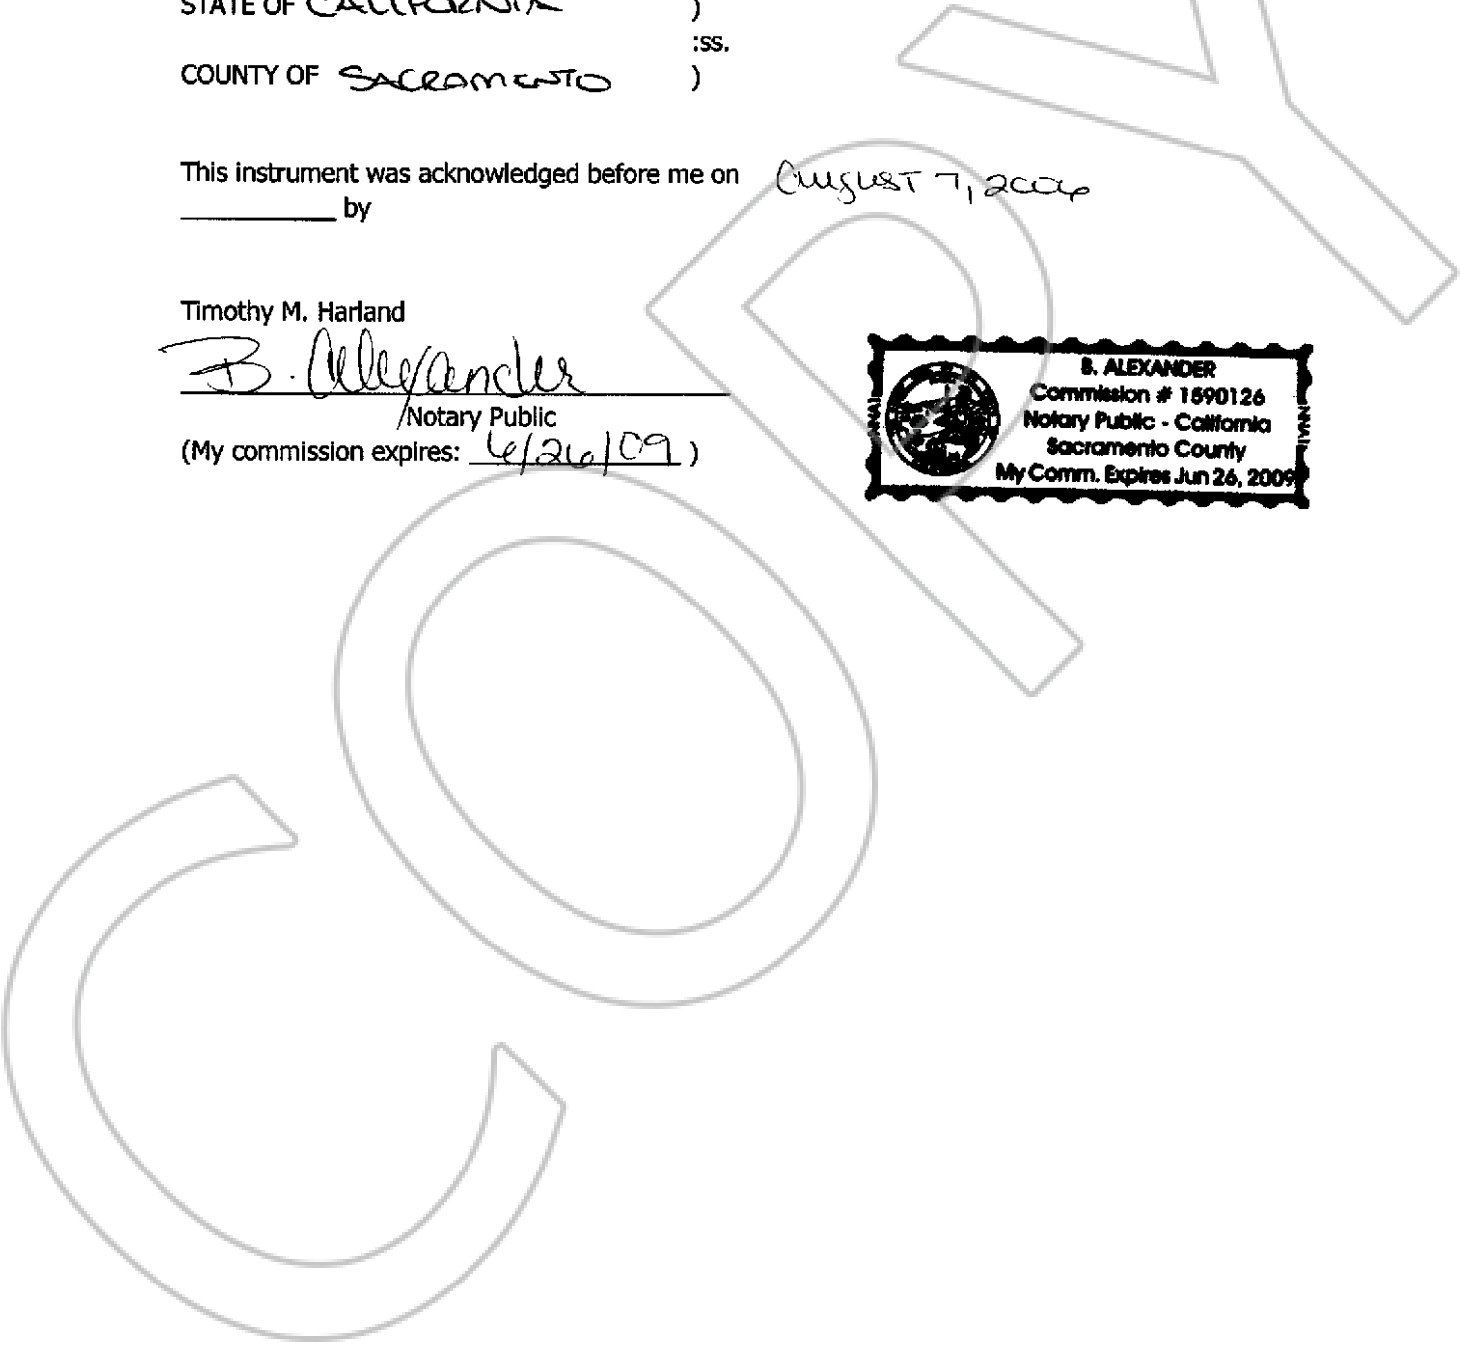 STATE OF CALIFORNIA )
:ss.
COUNTY OF SACRAMENTO )
This instrument was acknowledged before me on August 7, 2006
__________ by
Timothy M. Harland
B. Alexander
Notary Public
(My commission expires: 6/26/09 )
B. ALEXANDER
Commission # 1590126
Notary Public - California
Sacramento County
My Comm. Expires Jun 26, 2009
COPY